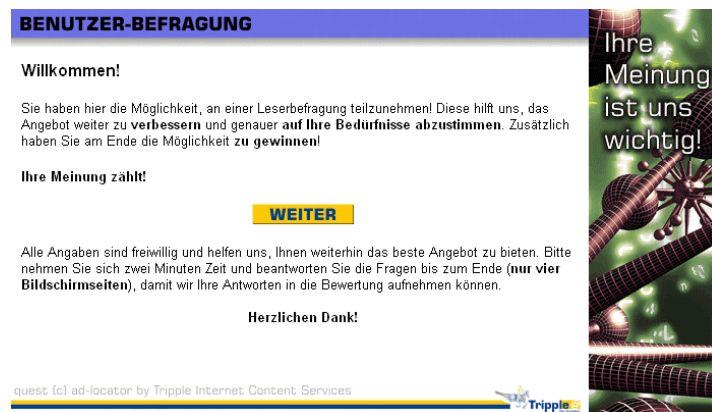 BENUTZER-BEFRAGUNG
Ihre
Meinung
ist uns
wichtig!
Willkommen!
Sie haben hier die Möglichkeit, an einer Leserbefragung teilzunehmen! Diese hilft uns, das
Angebot weiter zu verbessern und genauer auf Ihre Bedürfnisse abzustimmen. Zusätzlich
haben Sie am Ende die Möglichkeit zu gewinnen!
Ihre Meinung zählt!
WEITER
Alle Angaben sind freiwillig und helfen uns, Ihnen weiterhin das beste Angebot zu bieten. Bitte
nehmen Sie sich zwei Minuten Zeit und beantworten Sie die Fragen bis zum Ende (nur vier
Bildschirmseiten), damit wir Ihre Antworten in die Bewertung aufnehmen können.
Herzlichen Dank!
quest (c) ad-locator by Tripple Internet Content Services
Tripple